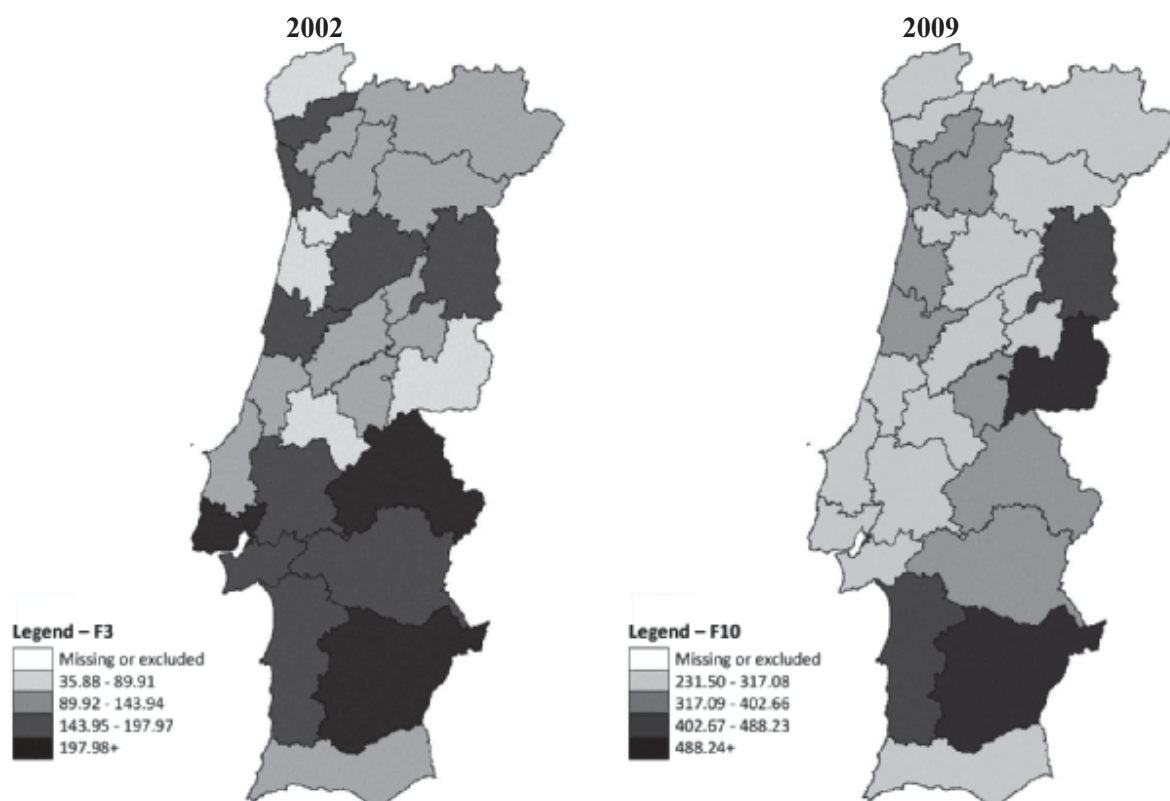 2002
2009
Legend – F3
Missing or excluded
35.88 - 89.91
89.92 - 143.94
143.95 - 197.97
197.98+
Legend – F10
Missing or excluded
231.50 - 317.08
317.09 - 402.66
402.67 - 488.23
488.24+